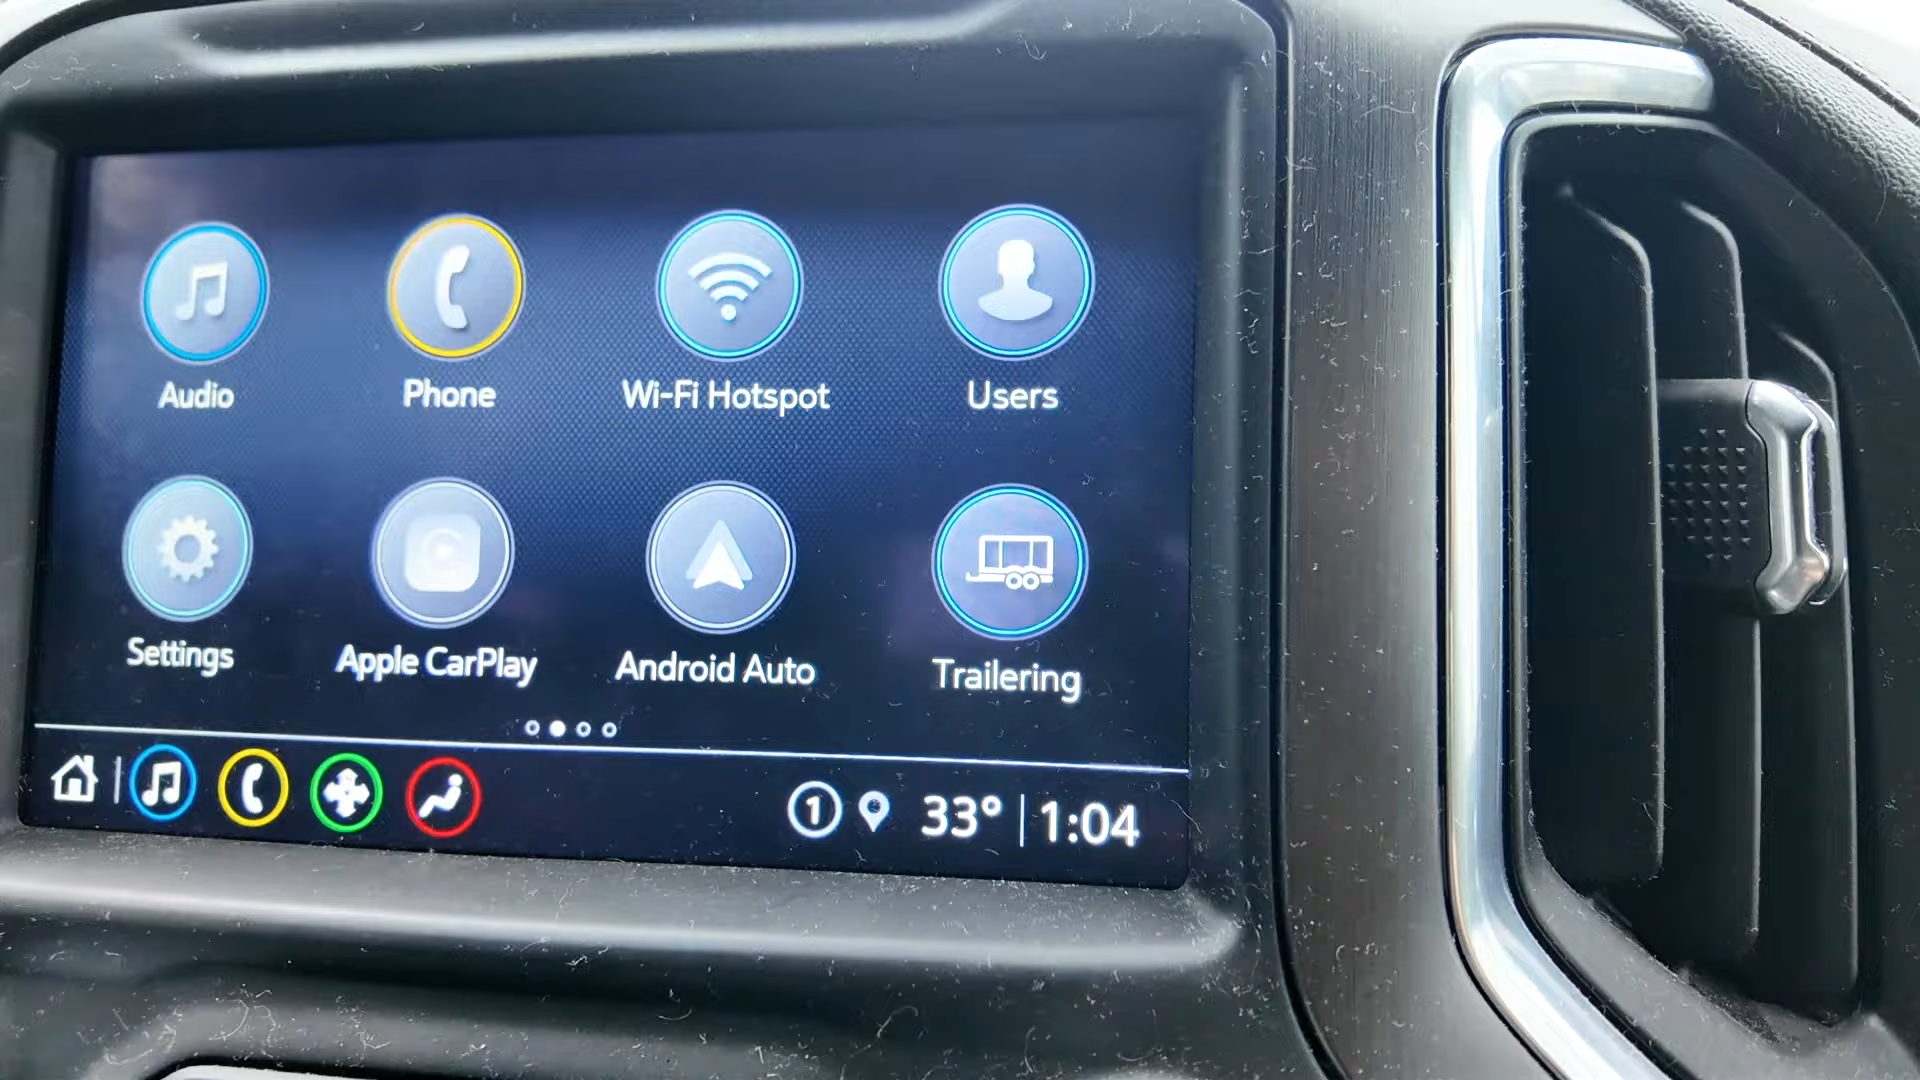 Audio Phone Wi-Fi Hotspot Users
Settings Apple CarPlay Android Auto Trailering
1 33° 1:04